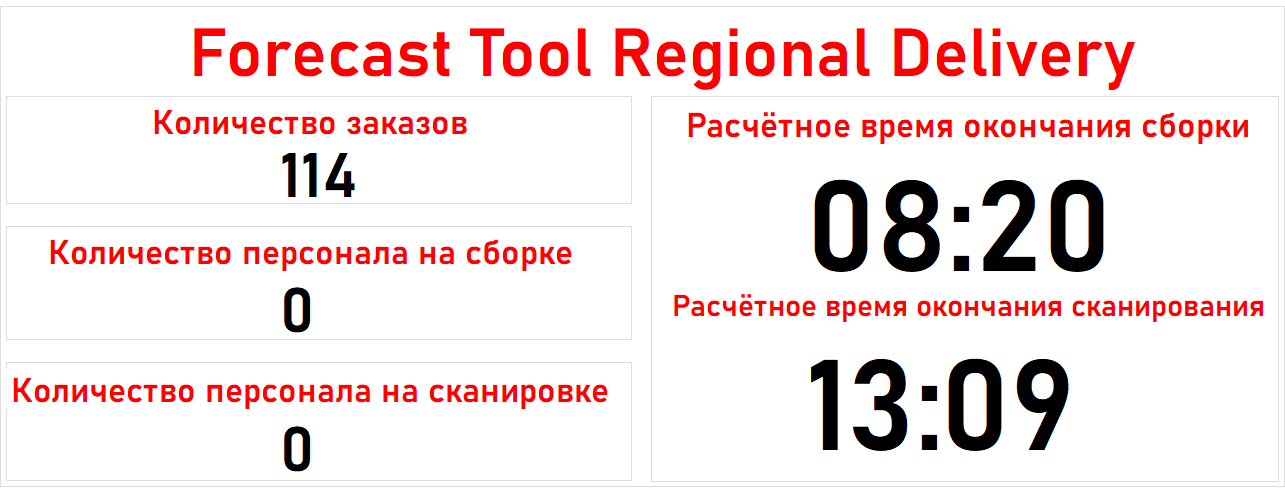 Forecast Tool Regional Delivery
Количество заказов
114
Количество персонала на сборке
0
Количество персонала на сканировке
0
Расчётное время окончания сборки
08:20
Расчётное время окончания сканирования
13:09